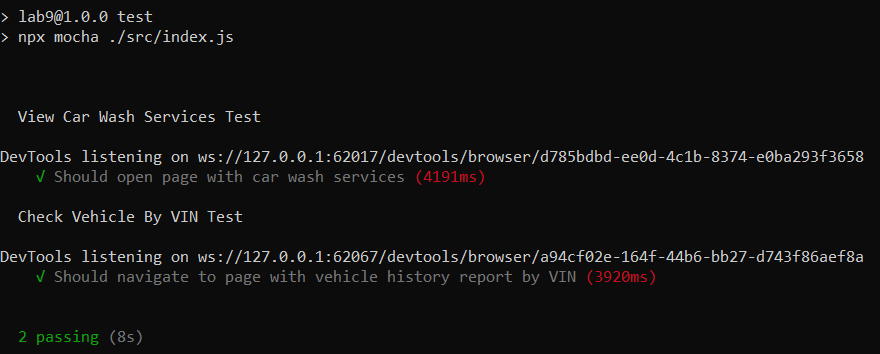 > lab9@1.0.0 test
> npx mocha ./src/index.js
View Car Wash Services Test
DevTools listening on ws://127.0.0.1:62017/devtools/browser/d785bdbd-ee0d-4c1b-8374-e0ba293f3658
√ Should open page with car wash services (4191ms)
Check Vehicle By VIN Test
DevTools listening on ws://127.0.0.1:62067/devtools/browser/a94cf02e-164f-44b6-bb27-d743f86aef8a
√ Should navigate to page with vehicle history report by VIN (3920ms)
2 passing (8s)